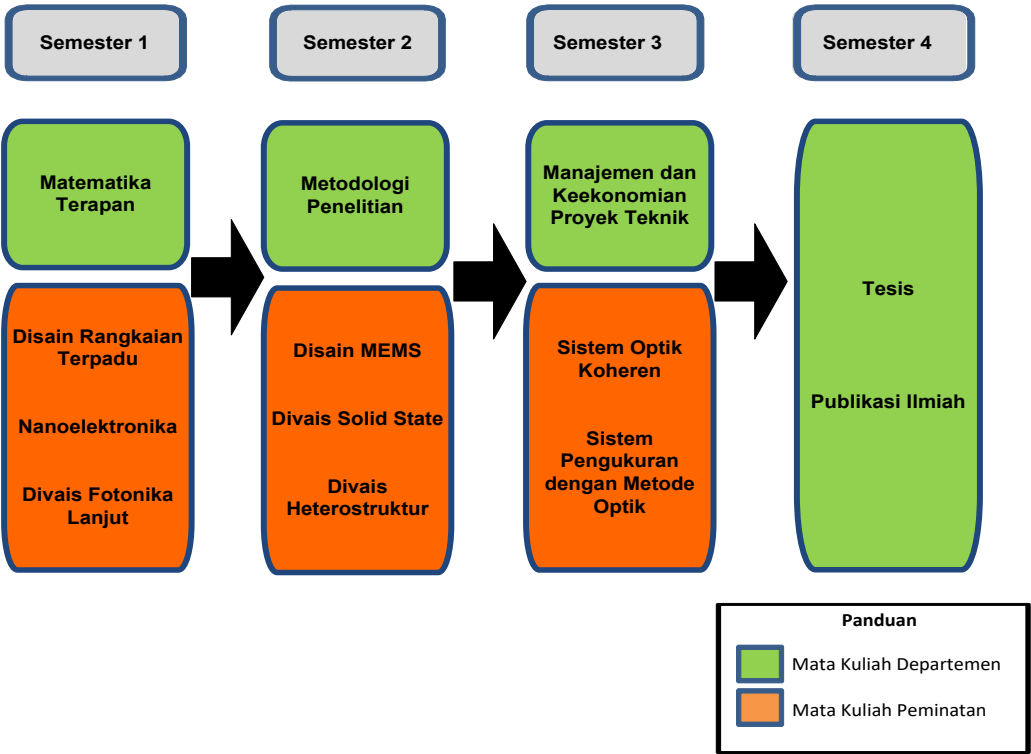 Semester 1
Semester 2
Semester 3
Semester 4
Matematika
Terapan
Metodologi
Penelitian
Manajemen dan
Keekonomian
Proyek Teknik
Disain Rangkaian
Terpadu
Nanoelektronika
Divais Fotonika
Lanjut
Disain MEMS
Divais Solid State
Divais
Heterostruktur
Sistem Optik
Koheren
Sistem
Pengukuran
dengan Metode
Optik
Tesis
Publikasi Ilmiah
Panduan
Mata Kuliah Departemen
Mata Kuliah Peminatan